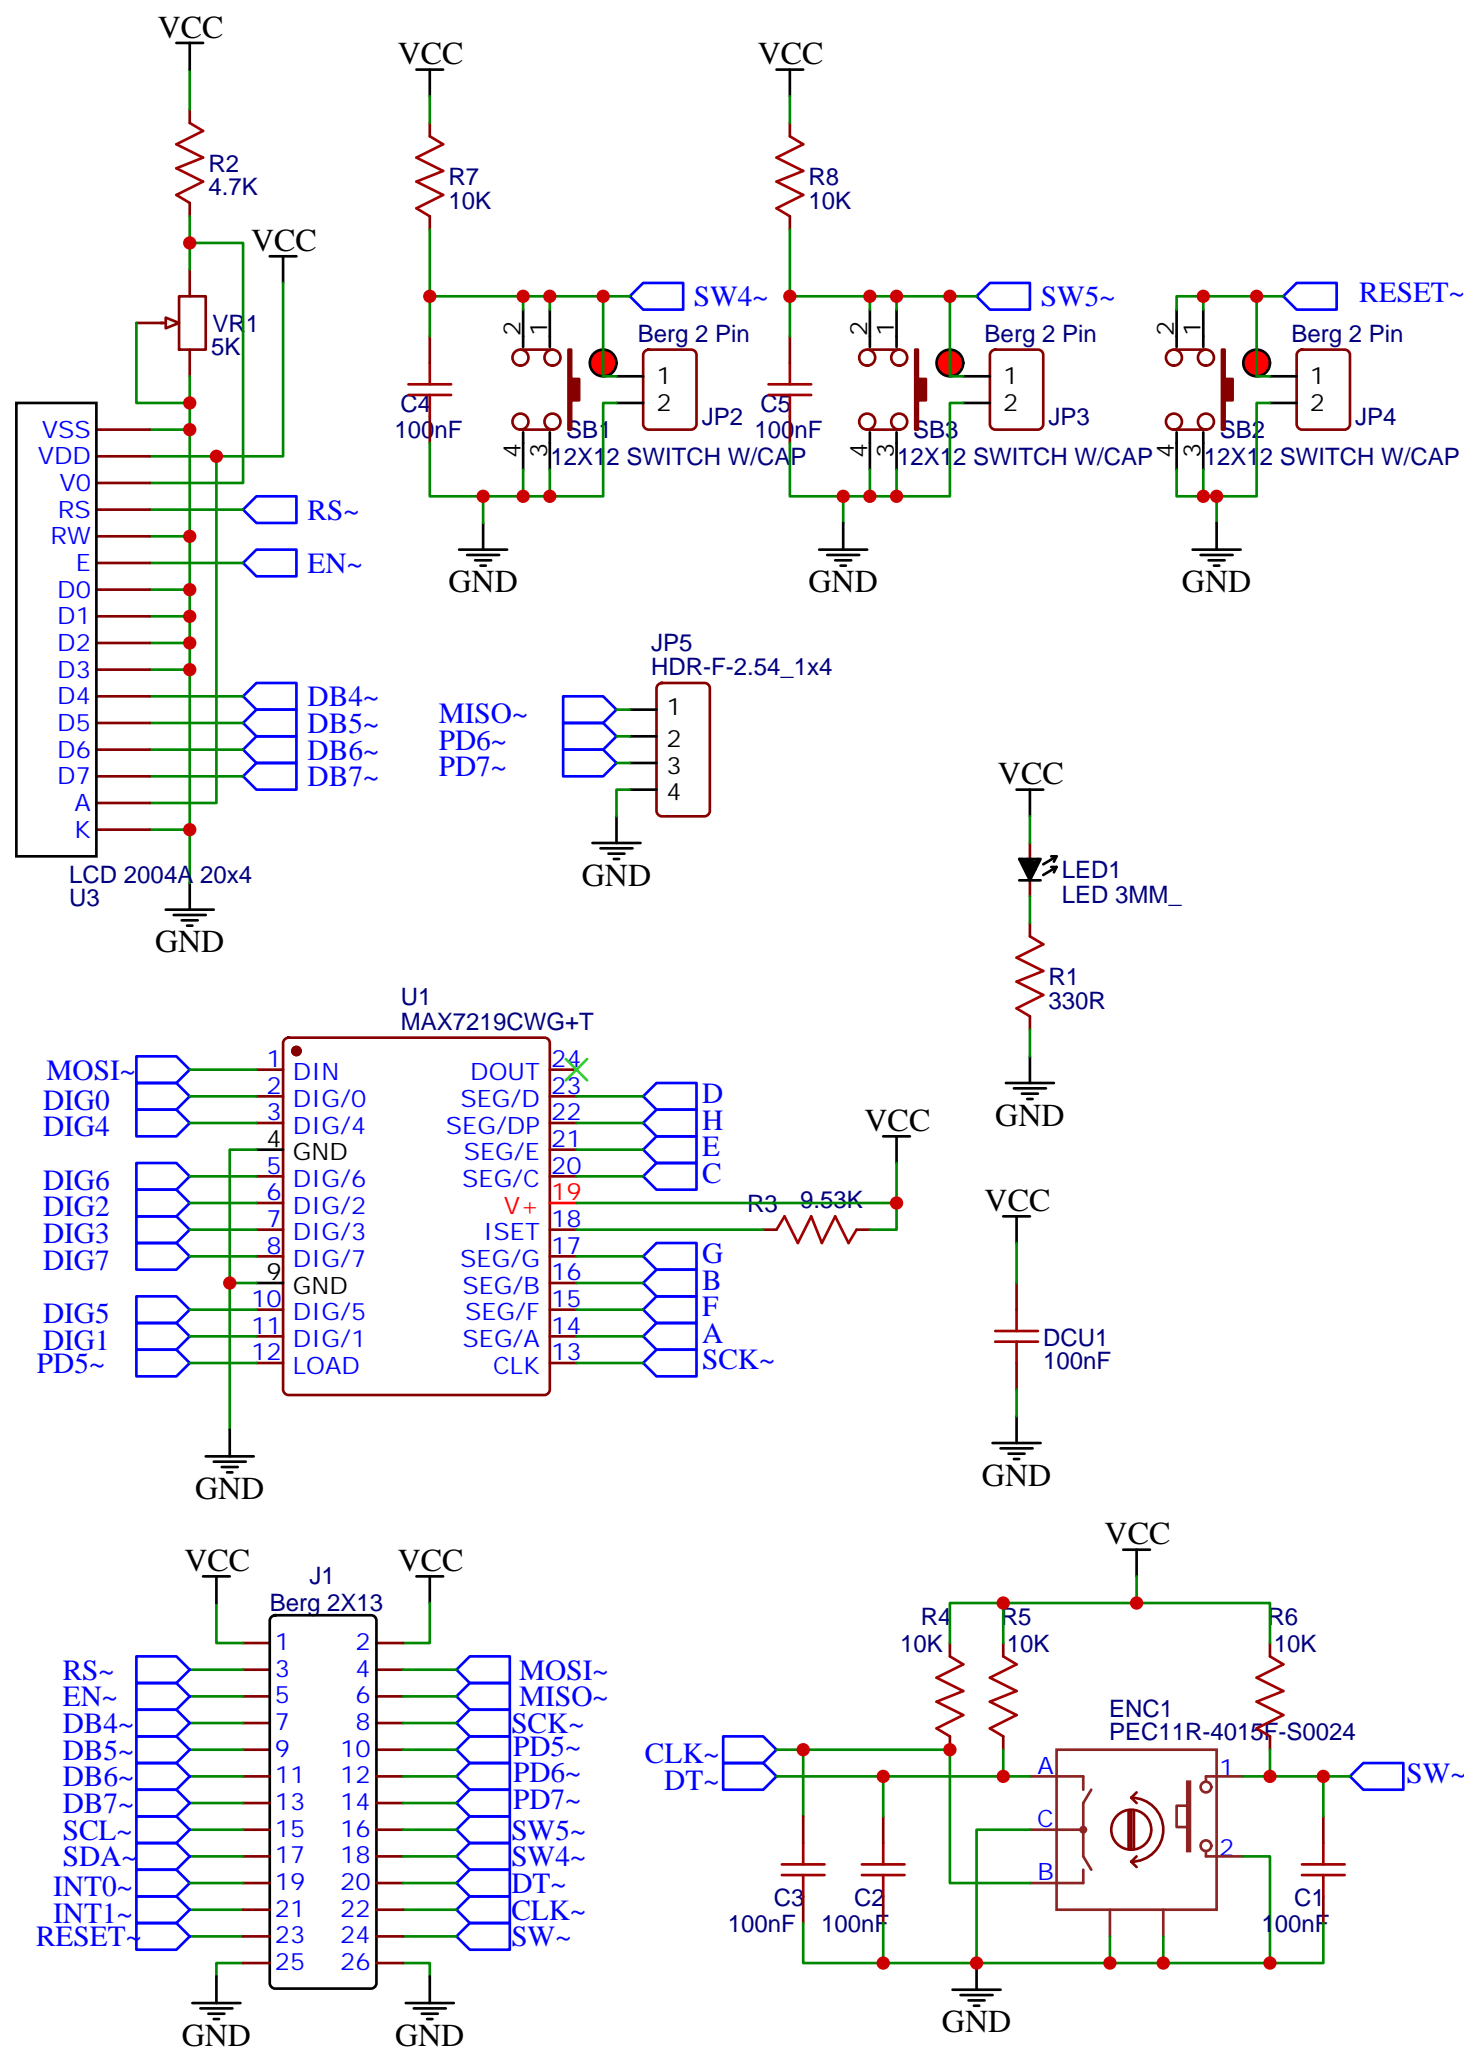 VCC
R2
4.7K
VCC
VR1
5K
VSS
VDD
V0
RS
RW
E
D0
D1
D2
D3
D4
D5
D6
D7
A
K
RS~
EN~
DB4~
DB5~
DB6~
DB7~
LCD 2004A 20x4
U3
GND
VCC
R7
10K
SW4~
2 1
Berg 2 Pin
1
2
JP2
C4
100nF
4 3
SB1
12X12 SWITCH W/CAP
GND
VCC
R8
10K
SW5~
2 1
Berg 2 Pin
1
2
JP3
C5
100nF
4 3
SB3
12X12 SWITCH W/CAP
GND
RESET~
2 1
Berg 2 Pin
1
2
JP4
4 3
SB2
12X12 SWITCH W/CAP
GND
JP5
HDR-F-2.54_1x4
MISO~ 1
PD6~ 2
PD7~ 3
4
GND
VCC
LED1
LED 3MM_
R1
330R
GND
U1
MAX7219CWG+T
MOSI~ 1 DIN
DIG0 2 DIG/0
DIG4 3 DIG/4
4 GND
DIG6 5 DIG/6
DIG2 6 DIG/2
DIG3 7 DIG/3
DIG7 8 DIG/7
9 GND
DIG5 10 DIG/5
DIG1 11 DIG/1
PD5~ 12 LOAD
DOUT 24
SEG/D 23 D
SEG/DP 22 H
SEG/E 21 E
SEG/C 20 C
V+ 19
ISET 18
SEG/G 17 G
SEG/B 16 B
SEG/F 15 F
SEG/A 14 A
CLK 13 SCK~
VCC
R3 9.53K
GND
VCC
DCU1
100nF
GND
VCC VCC
J1
Berg 2X13
1 2
RS~ 3 4 MOSI~
EN~ 5 6 MISO~
DB4~ 7 8 SCK~
DB5~ 9 10 PD5~
DB6~ 11 12 PD6~
DB7~ 13 14 PD7~
SCL~ 15 16 SW5~
SDA~ 17 18 SW4~
INT0~ 19 20 DT~
INT1~ 21 22 CLK~
RESET~ 23 24 SW~
25 26
GND GND
VCC
R4
10K
R5
10K
R6
10K
ENC1
PEC11R-4015F-S0024
CLK~
DT~
A
C
B
1
2
SW~
C3
100nF
C2
100nF
C1
100nF
GND